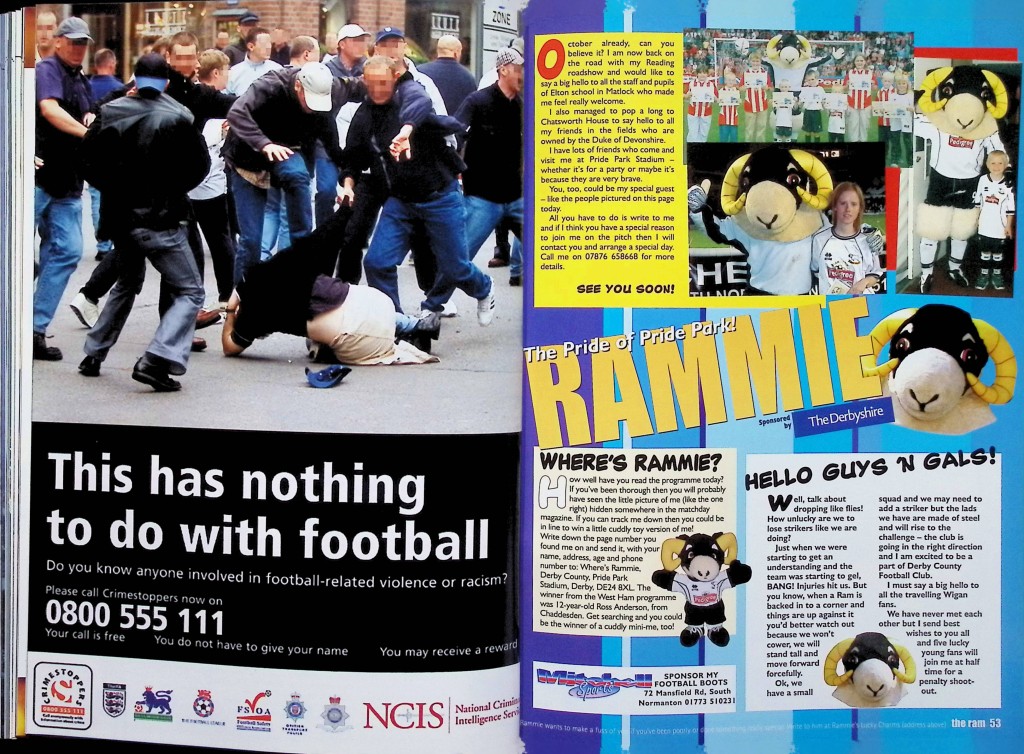 ZONE
This has nothing
to do with football
Do you know anyone involved in football-related violence or racism?
Please call Crimestoppers now on
0800 555 111
Your call is free
You do not have to give your name
You may receive a reward
CRIMESTOPPERS
0800 555 111
FSOA
Football Safety
BRITISH
TRANSPORT
POLICE
NCIS
National Criminal
Intelligence Serv
October already, can you
believe it? I am now back on
the road with my Reading
roadshow and would like to
say a big hello to all the staff and pupils
of Elton school in Matlock who made
me feel really welcome.
I also managed to pop a long to
Chatsworth House to say hello to all
my friends in the fields who are
owned by the Duke of Devonshire.
I have lots of friends who come and
visit me at Pride Park Stadium –
whether it's for a party or maybe it's
because they are very brave.
You, too, could be my special guest
– like the people pictured on this page
today.
All you have to do is write to me
and if I think you have a special reason
to join me on the pitch then I will
contact you and arrange a special day.
Call me on 07876 658668 for more
details.
SEE YOU SOON!
Pedigree
Pedigree
The Pride of Pride Park!
RAMMIE
Sponsored
by
The Derbyshire
WHERE'S RAMMIE?
How well have you read the programme today?
If you've been thorough then you will probably
have seen the little picture of me (like the one
right) hidden somewhere in the matchday
magazine. If you can track me down then you could be
in line to win a little cuddly toy version of me!
Write down the page number you
found me on and send it, with your
name, address, age and phone
number to: Where's Rammie,
Derby County, Pride Park
Stadium, Derby, DE24 8XL. The
winner from the West Ham programme
was 12-year-old Ross Anderson, from
Chaddesden. Get searching and you could
be the winner of a cuddly mini-me, too!
Mitchell
Sports
SPONSOR MY
FOOTBALL BOOTS
72 Mansfield Rd, South
Normanton 01773 510231
HELLO GUYS 'N GALS!
Well, talk about
dropping like flies!
How unlucky are we to
lose strikers like we are
doing?
Just when we were
starting to get an
understanding and the
team was starting to gel,
BANG! Injuries hit us. But
you know, when a Ram is
backed in to a corner and
things are up against it
you'd better watch out
because we won't
cower, we will
stand tall and
move forward
forcefully.
Ok, we
have a small
squad and we may need to
add a striker but the lads
we have are made of steel
and will rise to the
challenge – the club is
going in the right direction
and I am excited to be a
part of Derby County
Football Club.
I must say a big hello to
all the travelling Wigan
fans.
We have never met each
other but I send best
wishes to you all
and five lucky
young fans will
join me at half
time for a
penalty shoot-
out.
the ram 53